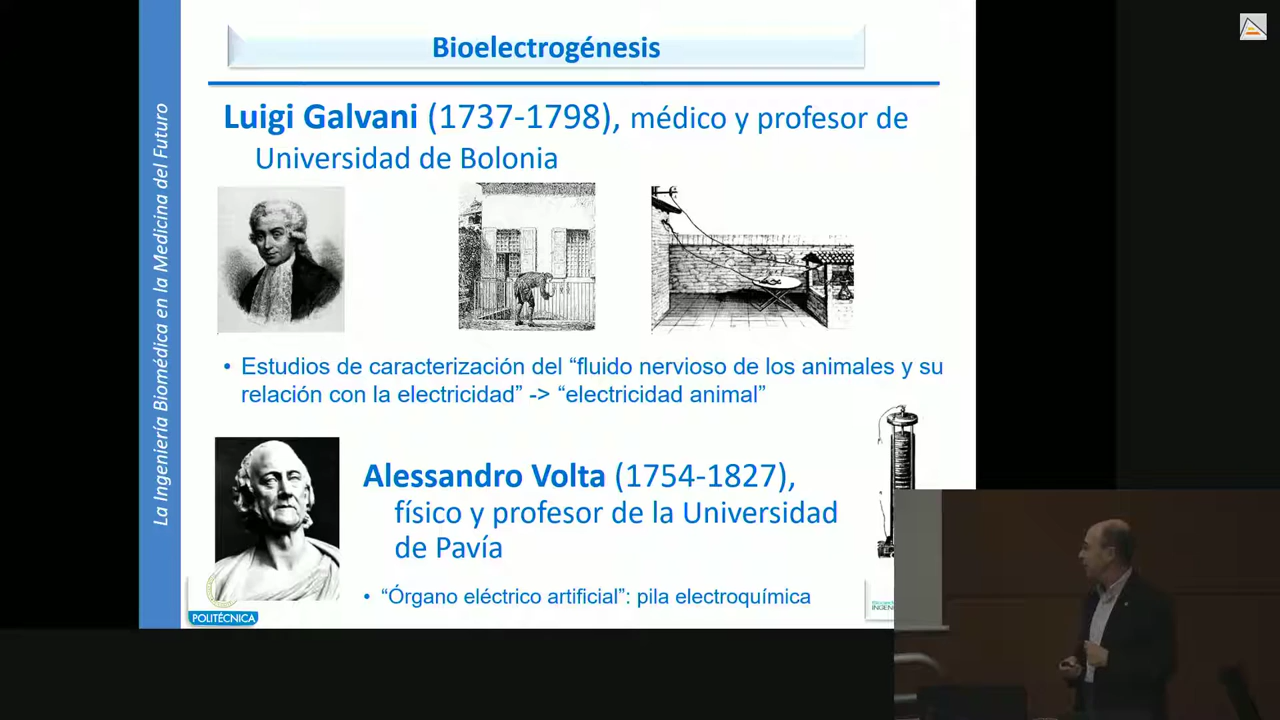 Bioelectrogénesis
La Ingeniería Biomédica en la Medicina del Futuro
Luigi Galvani (1737-1798), médico y profesor de
Universidad de Bolonia
• Estudios de caracterización del “fluido nervioso de los animales y su
relación con la electricidad” -> “electricidad animal”
Alessandro Volta (1754-1827),
físico y profesor de la Universidad
de Pavía
• “Órgano eléctrico artificial”: pila electroquímica
POLITÉCNICA